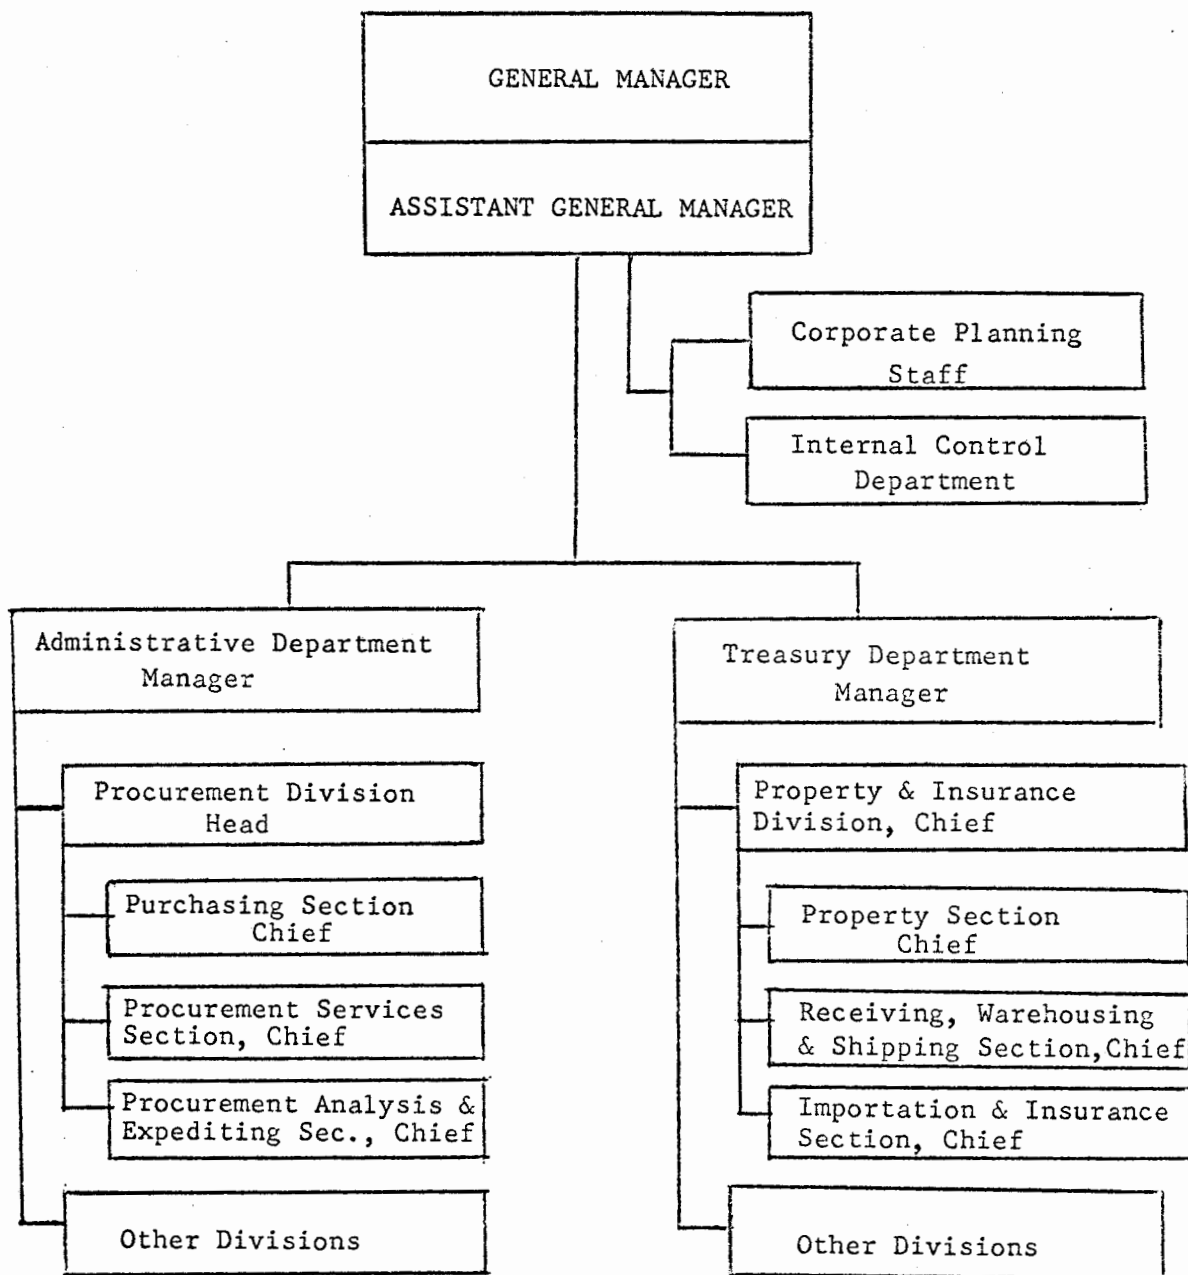 GENERAL MANAGER
ASSISTANT GENERAL MANAGER
Corporate Planning
Staff
Internal Control
Department
Administrative Department
Manager
Procurement Division
Head
Purchasing Section
Chief
Procurement Services
Section, Chief
Procurement Analysis &
Expediting Sec., Chief
Other Divisions
Treasury Department
Manager
Property & Insurance
Division, Chief
Property Section
Chief
Receiving, Warehousing
& Shipping Section,Chief
Importation & Insurance
Section, Chief
Other Divisions